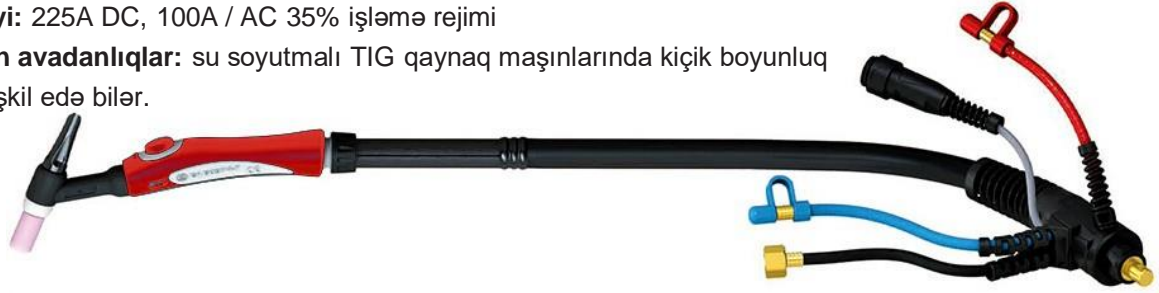 yi: 225A DC, 100A / AC 35% işləmə rejimi
n avadanlıqlar: su soyutmalı TIG qaynaq maşınlarında kiçik boyunluq
şkil edə bilər.